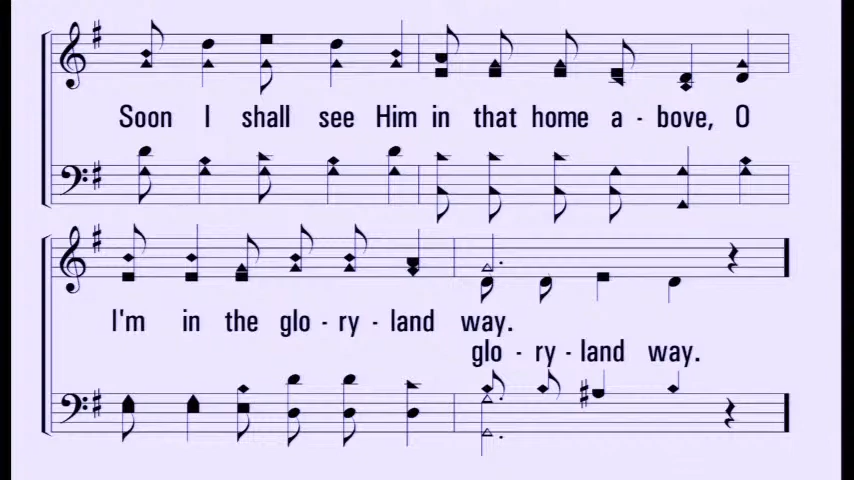 Soon I shall see Him in that home a - bove, O
I'm in the glo - ry - land way.
glo - ry - land way.